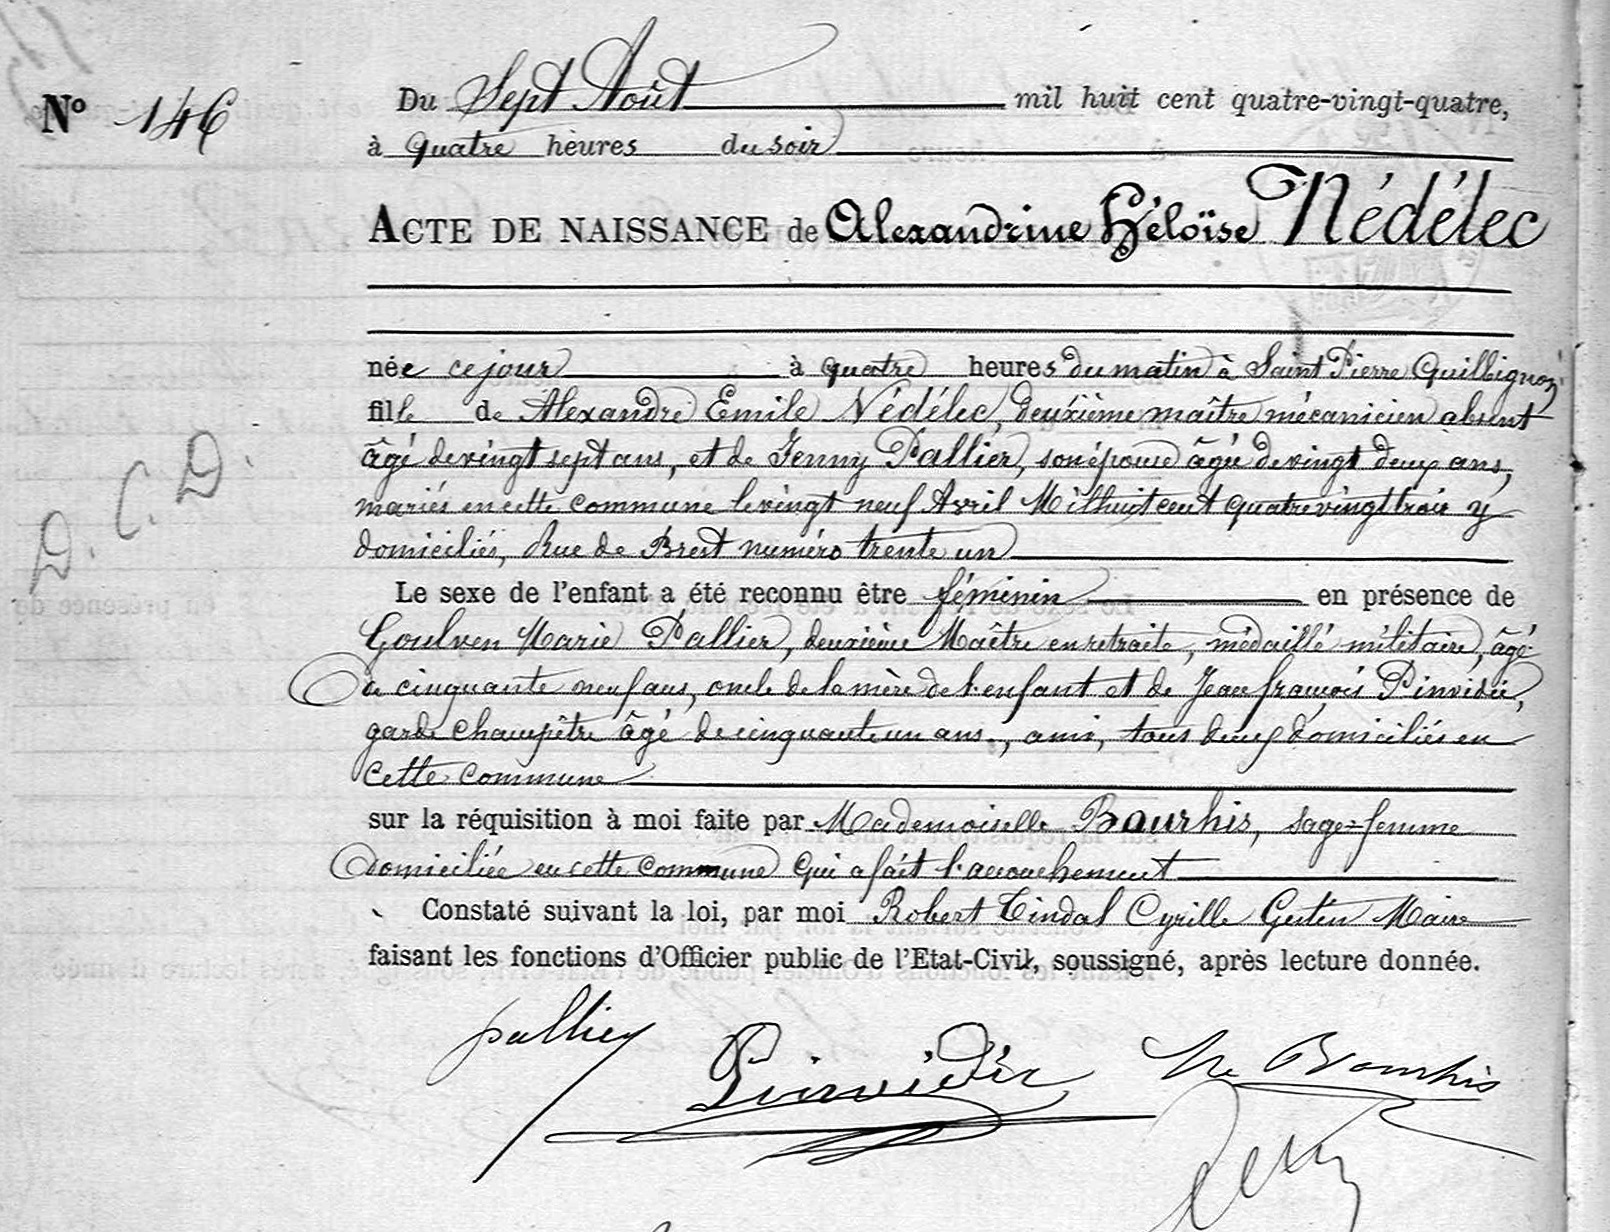 Nº 146
Du Sept Août mil huit cent quatre-vingt-quatre,
à quatre heures du soir
ACTE DE NAISSANCE de Alexandrine Héloïse Nédélec
née ce jour à quatre heures du matin à Saint Pierre Quilbignon
fille de Alexandre Emile Nédélec, deuxième maître mécanicien absent
âgé de vingt sept ans, et de Jenny Pallier, son épouse âgée de vingt deux ans,
mariés en cette commune le vingt neuf Avril Mil huit cent quatre vingt trois y
domiciliés, Rue de Brest numéro trente un
D. C. D.
Le sexe de l'enfant a été reconnu être féminin en présence de
Goulven Marie Pallier, deuxième Maître en retraite, médaillé militaire, âgé
de cinquante neuf ans, oncle de la mère de l'enfant et de Jean françois Pinvidic,
garde champêtre âgé de cinquante un ans, ami, tous deux domiciliés en
cette commune
sur la réquisition à moi faite par Mademoiselle Bourhis, sage-femme
domiciliée en cette commune qui a fait l'accouchement
Constaté suivant la loi, par moi Robert Tindal Cyrille Maire
faisant les fonctions d'Officier public de l'Etat-Civil, soussigné, après lecture donnée.
pallier Pinvidic Bourhis